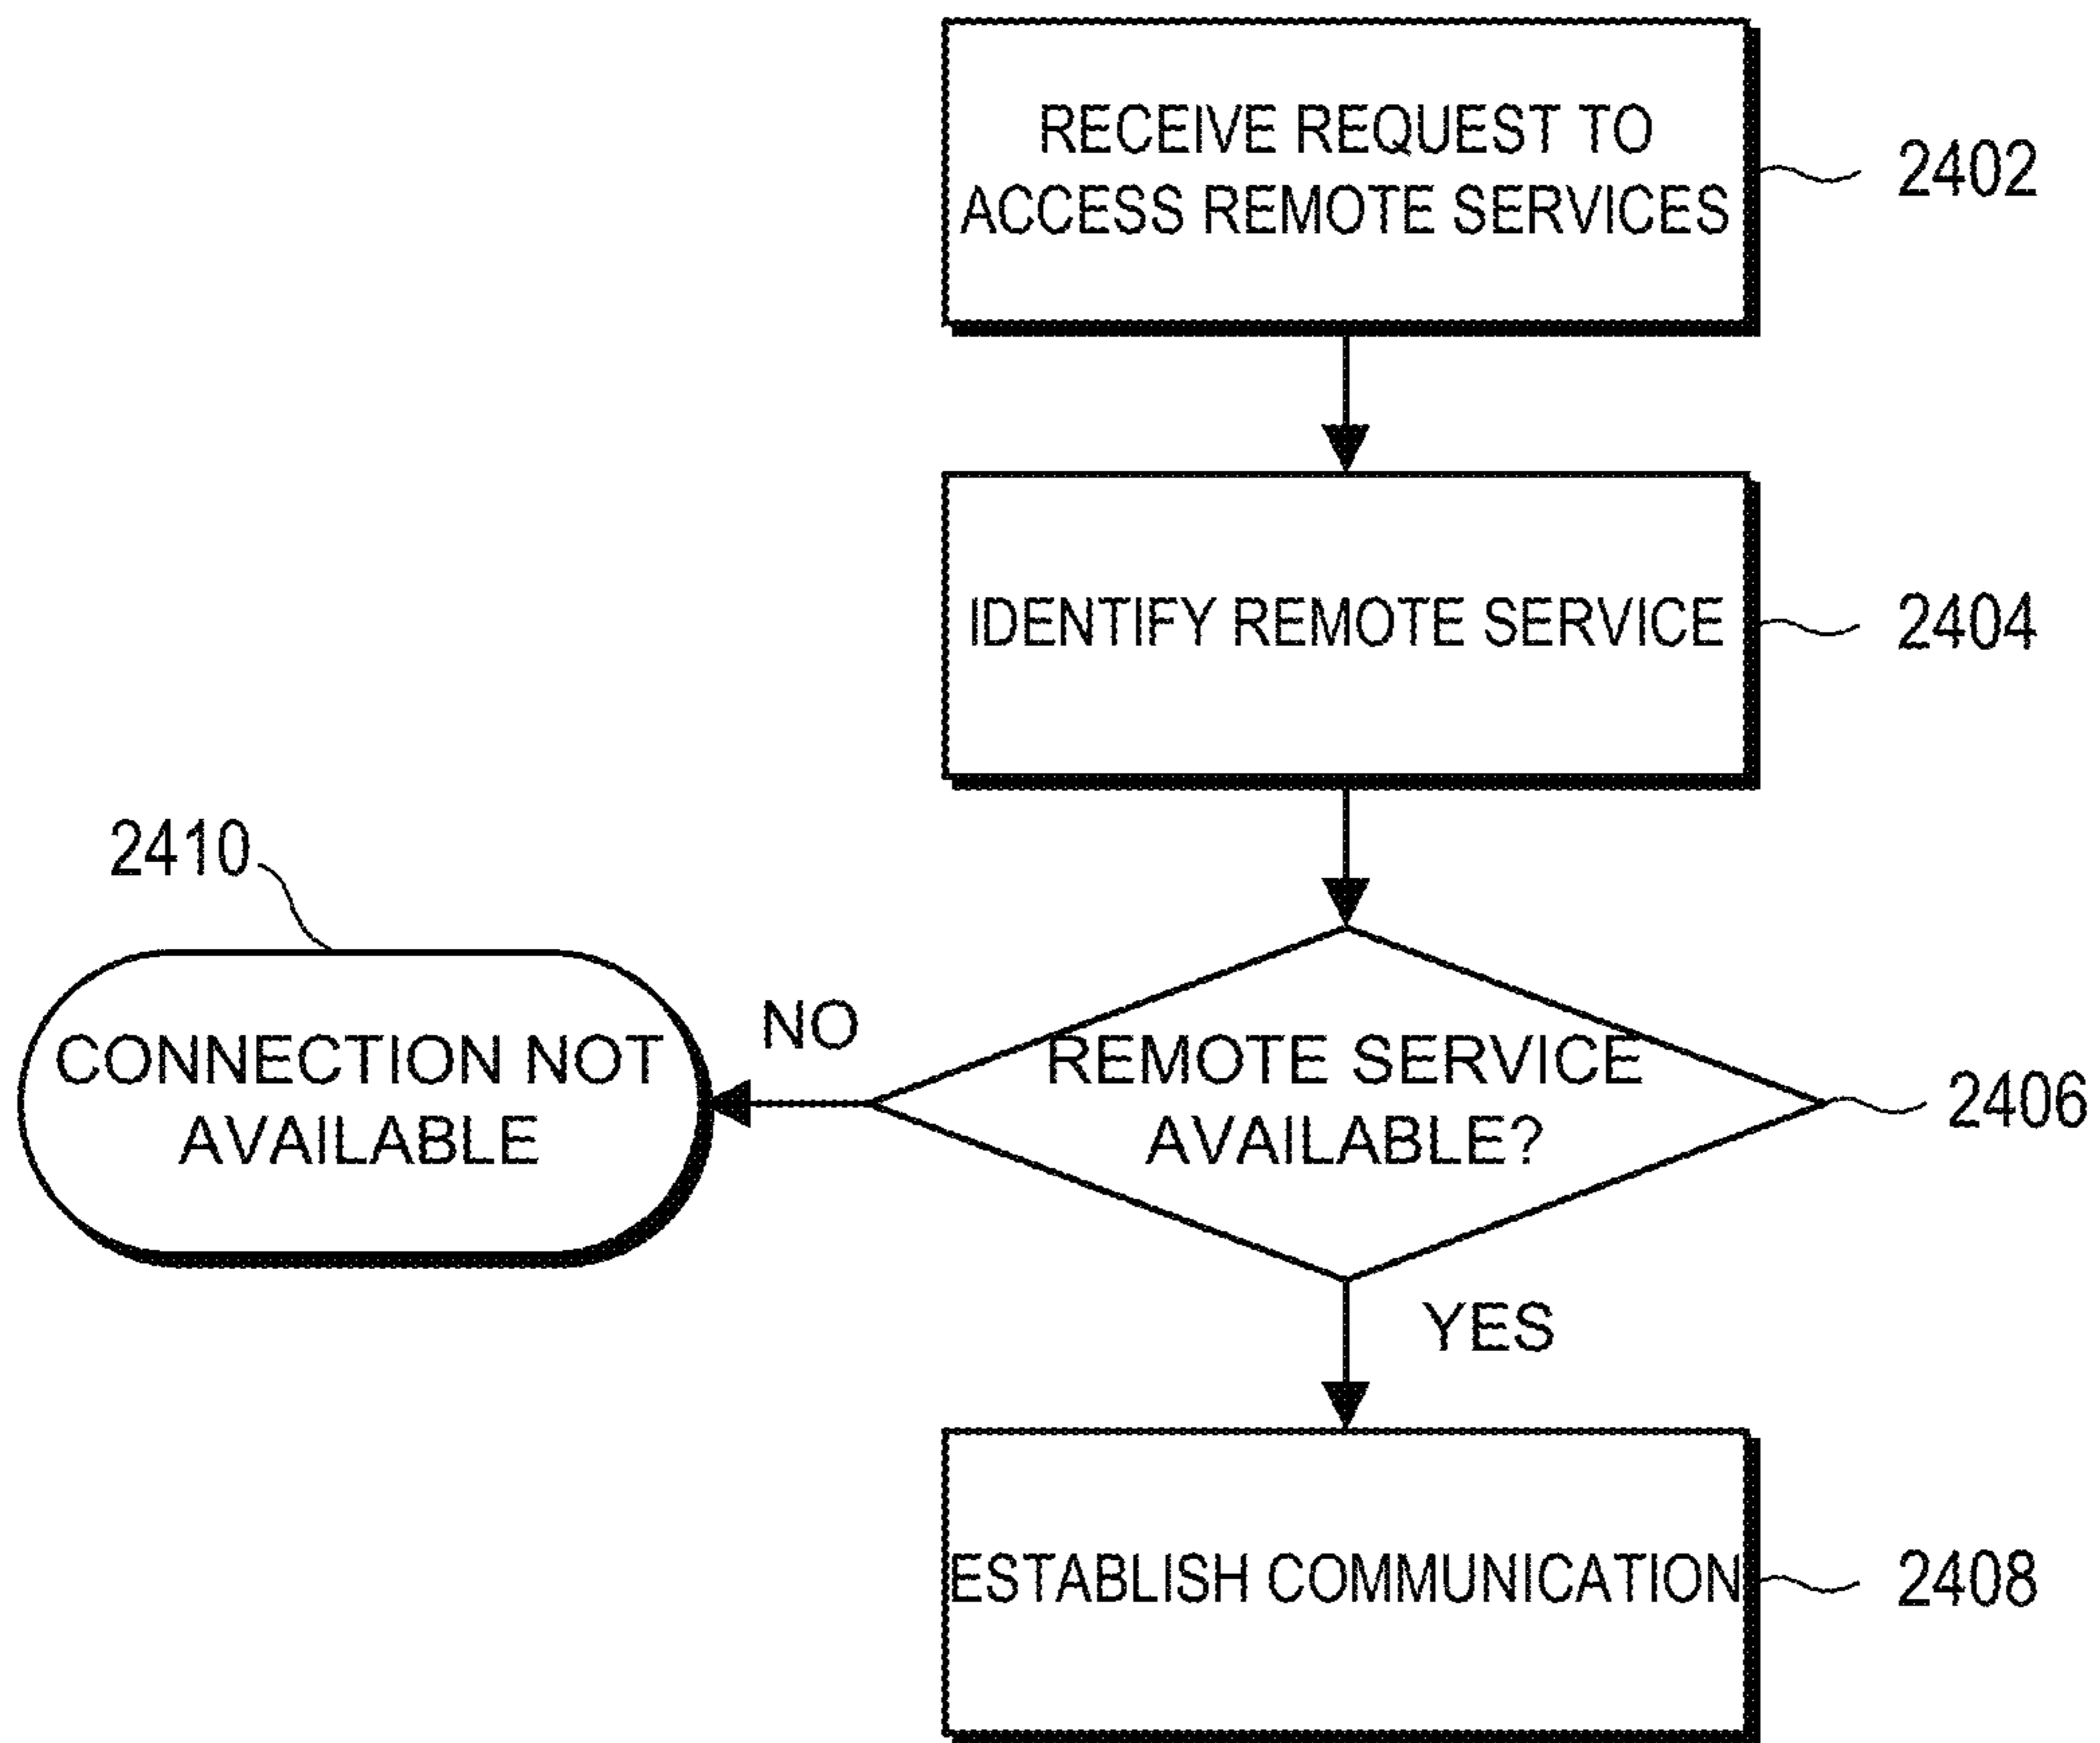 RECEIVE REQUEST TO
ACCESS REMOTE SERVICES
2402
IDENTIFY REMOTE SERVICE
2404
2410
CONNECTION NOT
AVAILABLE
NO
REMOTE SERVICE
AVAILABLE?
2406
YES
ESTABLISH COMMUNICATION
2408